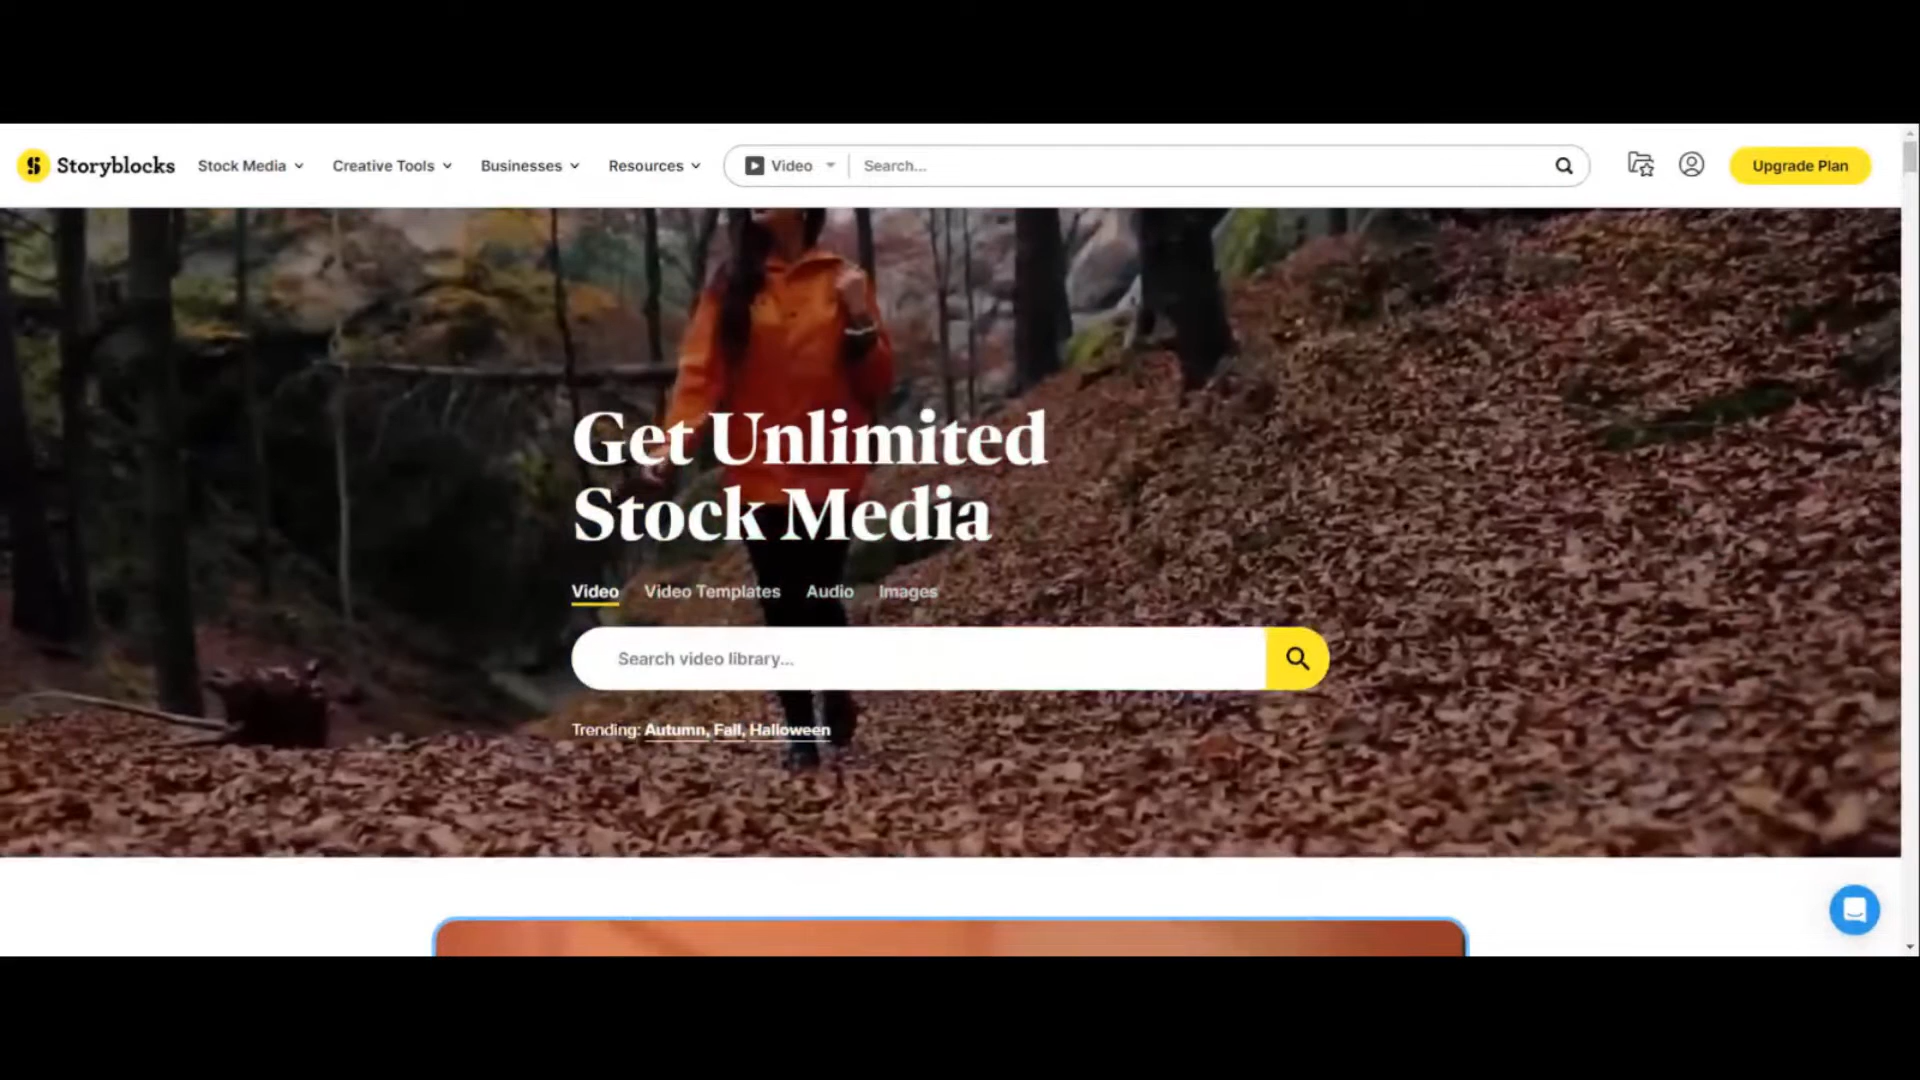 Storyblocks
Stock Media
Creative Tools
Businesses
Resources
Video
Search...
Upgrade Plan
Get Unlimited
Stock Media
Video
Video Templates
Audio
Images
Search video library...
Trending: Autumn, Fall, Halloween